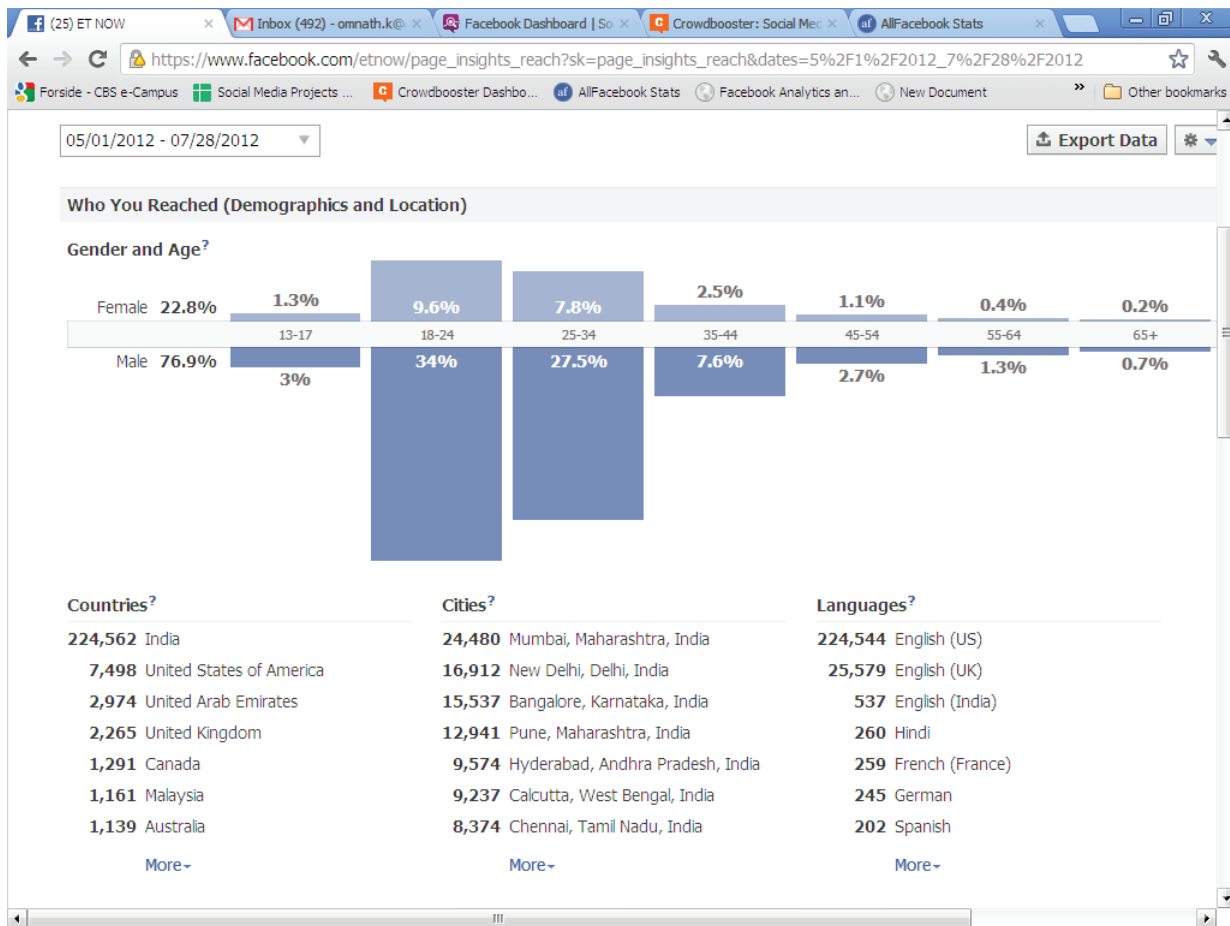 (25) ET NOW
Inbox (492) - omnath.k@
Facebook Dashboard | So
Crowdbooster: Social Med
AllFacebook Stats
https://www.facebook.com/etnow/page_insights_reach?sk=page_insights_reach&dates=5%2F1%2F2012_7%2F28%2F2012
Forside - CBS e-Campus
Social Media Projects ...
Crowdbooster Dashbo...
AllFacebook Stats
Facebook Analytics an...
New Document
»
Other bookmarks
05/01/2012 - 07/28/2012
Export Data
Who You Reached (Demographics and Location)
Gender and Age?
Female 22.8% 1.3% 9.6% 7.8% 2.5% 1.1% 0.4% 0.2%
13-17 18-24 25-34 35-44 45-54 55-64 65+
Male 76.9% 3% 34% 27.5% 7.6% 2.7% 1.3% 0.7%
Countries?
224,562 India
7,498 United States of America
2,974 United Arab Emirates
2,265 United Kingdom
1,291 Canada
1,161 Malaysia
1,139 Australia
More
Cities?
24,480 Mumbai, Maharashtra, India
16,912 New Delhi, Delhi, India
15,537 Bangalore, Karnataka, India
12,941 Pune, Maharashtra, India
9,574 Hyderabad, Andhra Pradesh, India
9,237 Calcutta, West Bengal, India
8,374 Chennai, Tamil Nadu, India
More
Languages?
224,544 English (US)
25,579 English (UK)
537 English (India)
260 Hindi
259 French (France)
245 German
202 Spanish
More